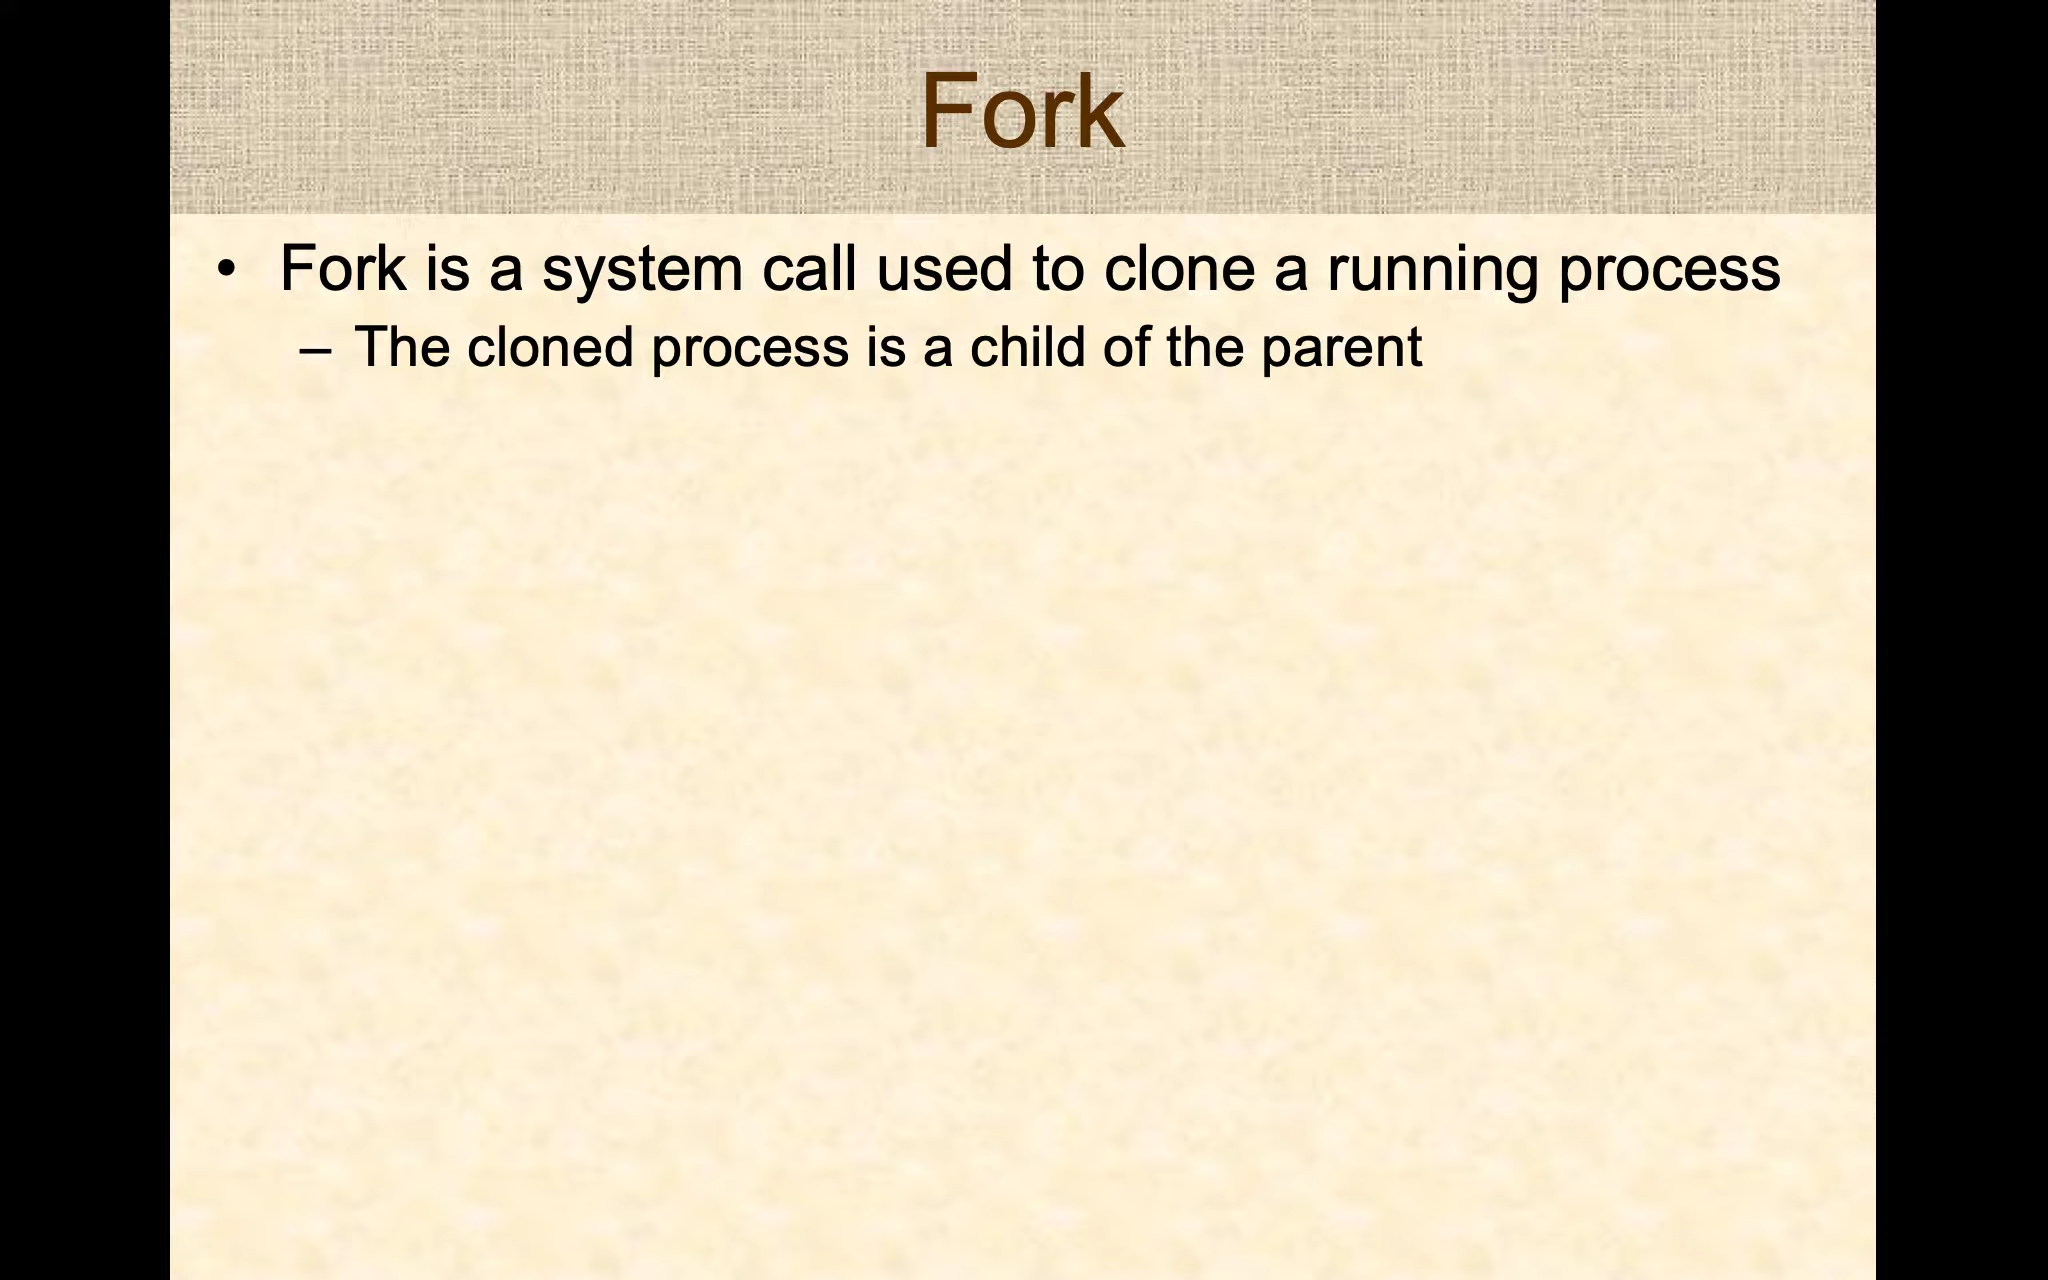 Fork
• Fork is a system call used to clone a running process
– The cloned process is a child of the parent